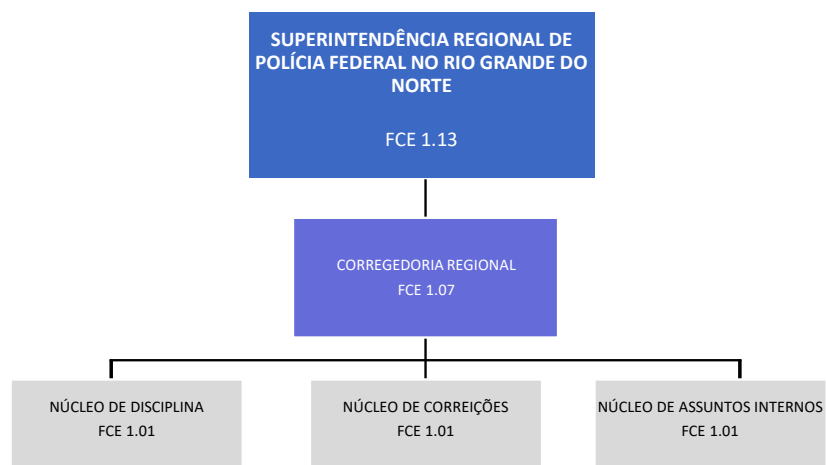 SUPERINTENDÊNCIA REGIONAL DE
POLÍCIA FEDERAL NO RIO GRANDE DO
NORTE
FCE 1.13
CORREGEDORIA REGIONAL
FCE 1.07
NÚCLEO DE DISCIPLINA
FCE 1.01
NÚCLEO DE CORREIÇÕES
FCE 1.01
NÚCLEO DE ASSUNTOS INTERNOS
FCE 1.01